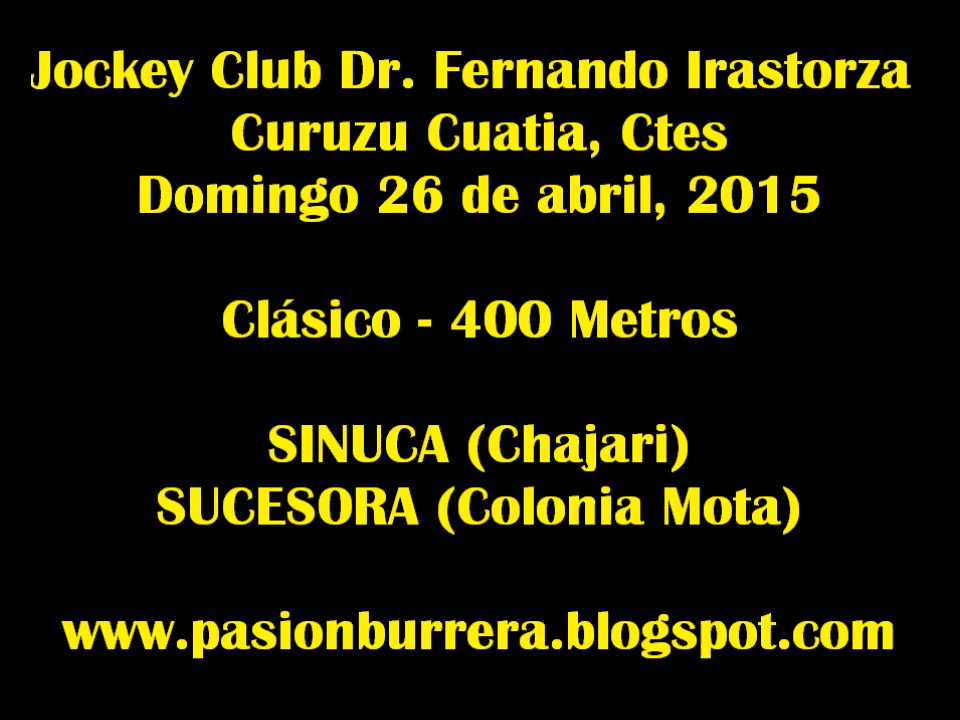 Jockey Club Dr. Fernando Irastorza
Curuzu Cuatia, Ctes
Domingo 26 de abril, 2015
Clásico - 400 Metros
SINUCA (Chajari)
SUCESORA (Colonia Mota)
www.pasionburrera.blogspot.com